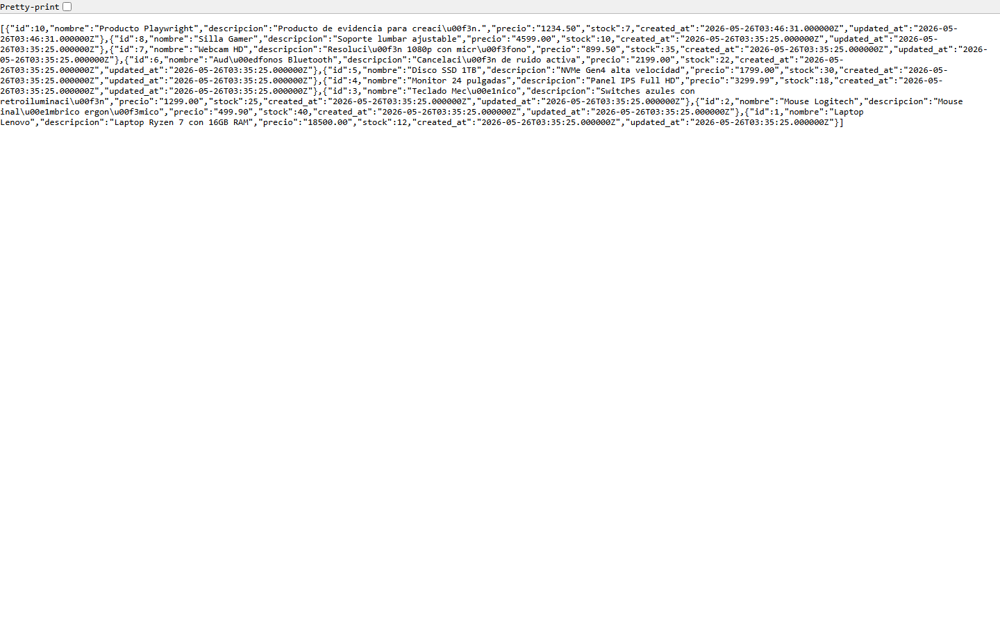 Pretty-print
[{"id":10,"nombre":"Producto Playwright","descripcion":"Producto de evidencia para creaci\u00f3n.","precio":"1234.50","stock":7,"created_at":"2026-05-26T03:46:31.000000Z","updated_at":"2026-05-
26T03:46:31.000000Z"},{"id":8,"nombre":"Silla Gamer","descripcion":"Soporte lumbar ajustable","precio":"4599.00","stock":10,"created_at":"2026-05-26T03:35:25.000000Z","updated_at":"2026-05-
26T03:35:25.000000Z"},{"id":7,"nombre":"Webcam HD","descripcion":"Resoluci\u00f3n 1080p con micr\u00f3fono","precio":"899.50","stock":35,"created_at":"2026-05-26T03:35:25.000000Z","updated_at":"2026-
05-26T03:35:25.000000Z"},{"id":6,"nombre":"Aud\u00edfonos Bluetooth","descripcion":"Cancelaci\u00f3n de ruido activa","precio":"2199.00","stock":22,"created_at":"2026-05-
26T03:35:25.000000Z","updated_at":"2026-05-26T03:35:25.000000Z"},{"id":5,"nombre":"Disco SSD 1TB","descripcion":"NVMe Gen4 alta velocidad","precio":"1799.00","stock":30,"created_at":"2026-05-
26T03:35:25.000000Z","updated_at":"2026-05-26T03:35:25.000000Z"},{"id":4,"nombre":"Monitor 24 pulgadas","descripcion":"Panel IPS Full HD","precio":"3299.99","stock":18,"created_at":"2026-05-
26T03:35:25.000000Z","updated_at":"2026-05-26T03:35:25.000000Z"},{"id":3,"nombre":"Teclado Mec\u00e1nico","descripcion":"Switches azules con
retroiluminaci\u00f3n","precio":"1299.00","stock":25,"created_at":"2026-05-26T03:35:25.000000Z","updated_at":"2026-05-26T03:35:25.000000Z"},{"id":2,"nombre":"Mouse Logitech","descripcion":"Mouse
inal\u00e1mbrico ergon\u00f3mico","precio":"499.90","stock":40,"created_at":"2026-05-26T03:35:25.000000Z","updated_at":"2026-05-26T03:35:25.000000Z"},{"id":1,"nombre":"Laptop
Lenovo","descripcion":"Laptop Ryzen 7 con 16GB RAM","precio":"18500.00","stock":12,"created_at":"2026-05-26T03:35:25.000000Z","updated_at":"2026-05-26T03:35:25.000000Z"}]